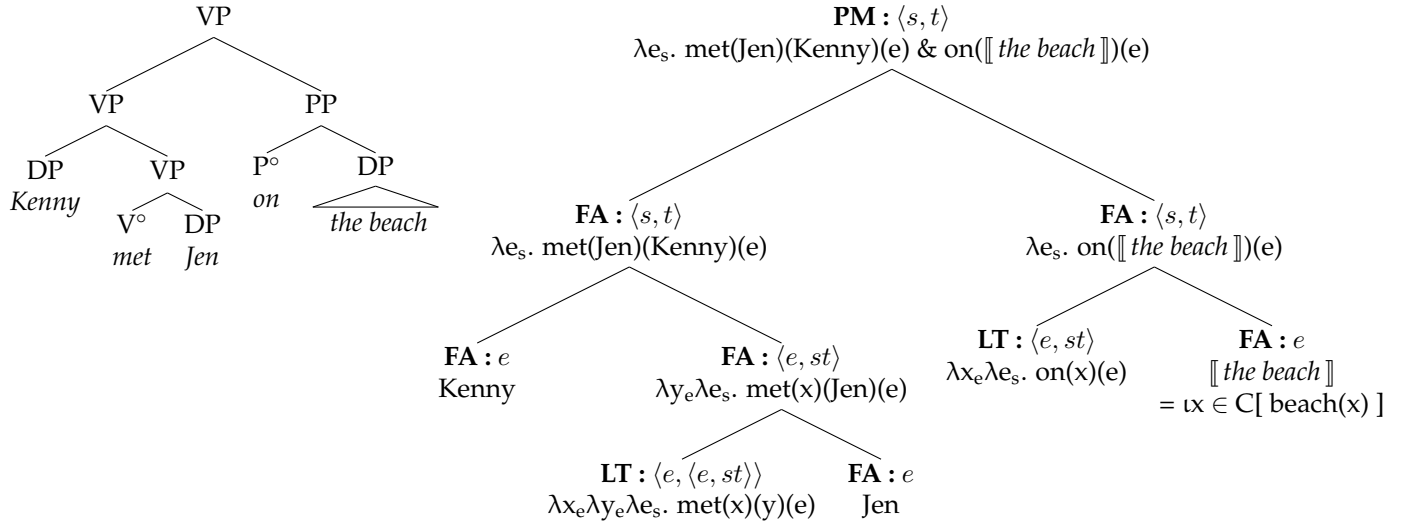 VP
PM : ⟨s, t⟩
λeₛ. met(Jen)(Kenny)(e) & on(⟦ the beach ⟧)(e)
VP PP
DP VP P° DP
Kenny on the beach
V° DP
met Jen
FA : ⟨s, t⟩ FA : ⟨s, t⟩
λeₛ. met(Jen)(Kenny)(e) λeₛ. on(⟦ the beach ⟧)(e)
FA : e FA : ⟨e, st⟩ LT : ⟨e, st⟩ FA : e
Kenny λyₑλeₛ. met(x)(Jen)(e) λxₑλeₛ. on(x)(e) ⟦ the beach ⟧
= ιx ∈ C[ beach(x) ]
LT : ⟨e, ⟨e, st⟩⟩ FA : e
λxₑλyₑλeₛ. met(x)(y)(e) Jen